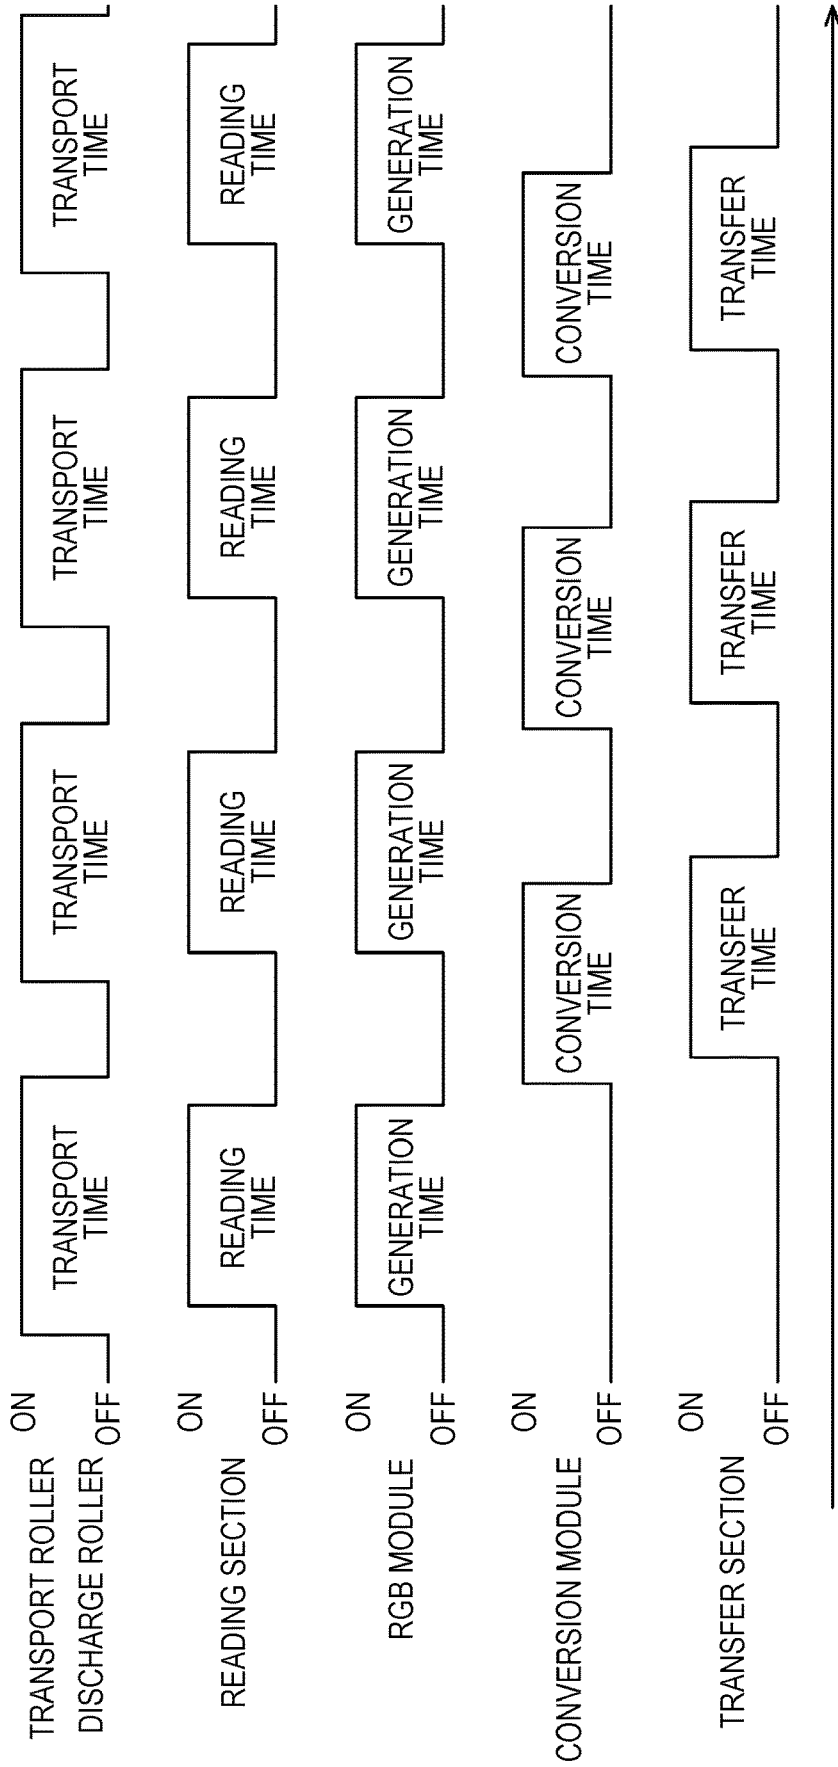 TRANSPORT ROLLER
DISCHARGE ROLLER
ON
OFF
TRANSPORT
TIME
TRANSPORT
TIME
TRANSPORT
TIME
TRANSPORT
TIME
READING SECTION
ON
OFF
READING
TIME
READING
TIME
READING
TIME
READING
TIME
RGB MODULE
ON
OFF
GENERATION
TIME
GENERATION
TIME
GENERATION
TIME
GENERATION
TIME
CONVERSION MODULE
ON
OFF
CONVERSION
TIME
CONVERSION
TIME
CONVERSION
TIME
TRANSFER SECTION
ON
OFF
TRANSFER
TIME
TRANSFER
TIME
TRANSFER
TIME